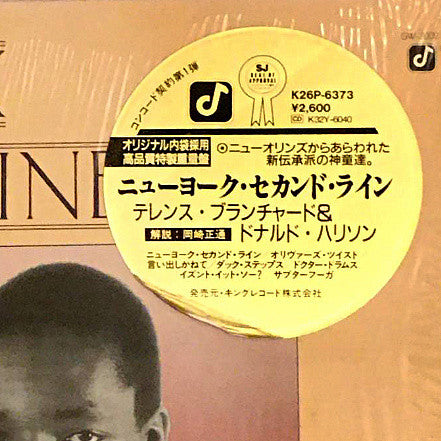 コンコード契約第1弾
SJ
K26P-6373
¥2,600
CD K32Y-6040
オリジナル内袋採用
高品質特製重量盤
⦿ニューオリンズからあらわれた
新伝承派の神童達。
ニューヨーク・セカンド・ライン
テレンス・ブランチャード&
解説:岡崎正通 ドナルド・ハリソン
ニューヨーク・セカンド・ライン オリヴァーズ・ツイスト
言い出しかねて ダック・ステップス ドクター・ドラムス
イズント・イット・ソー? サブターフーガ
発売元・キングレコード株式会社
INE